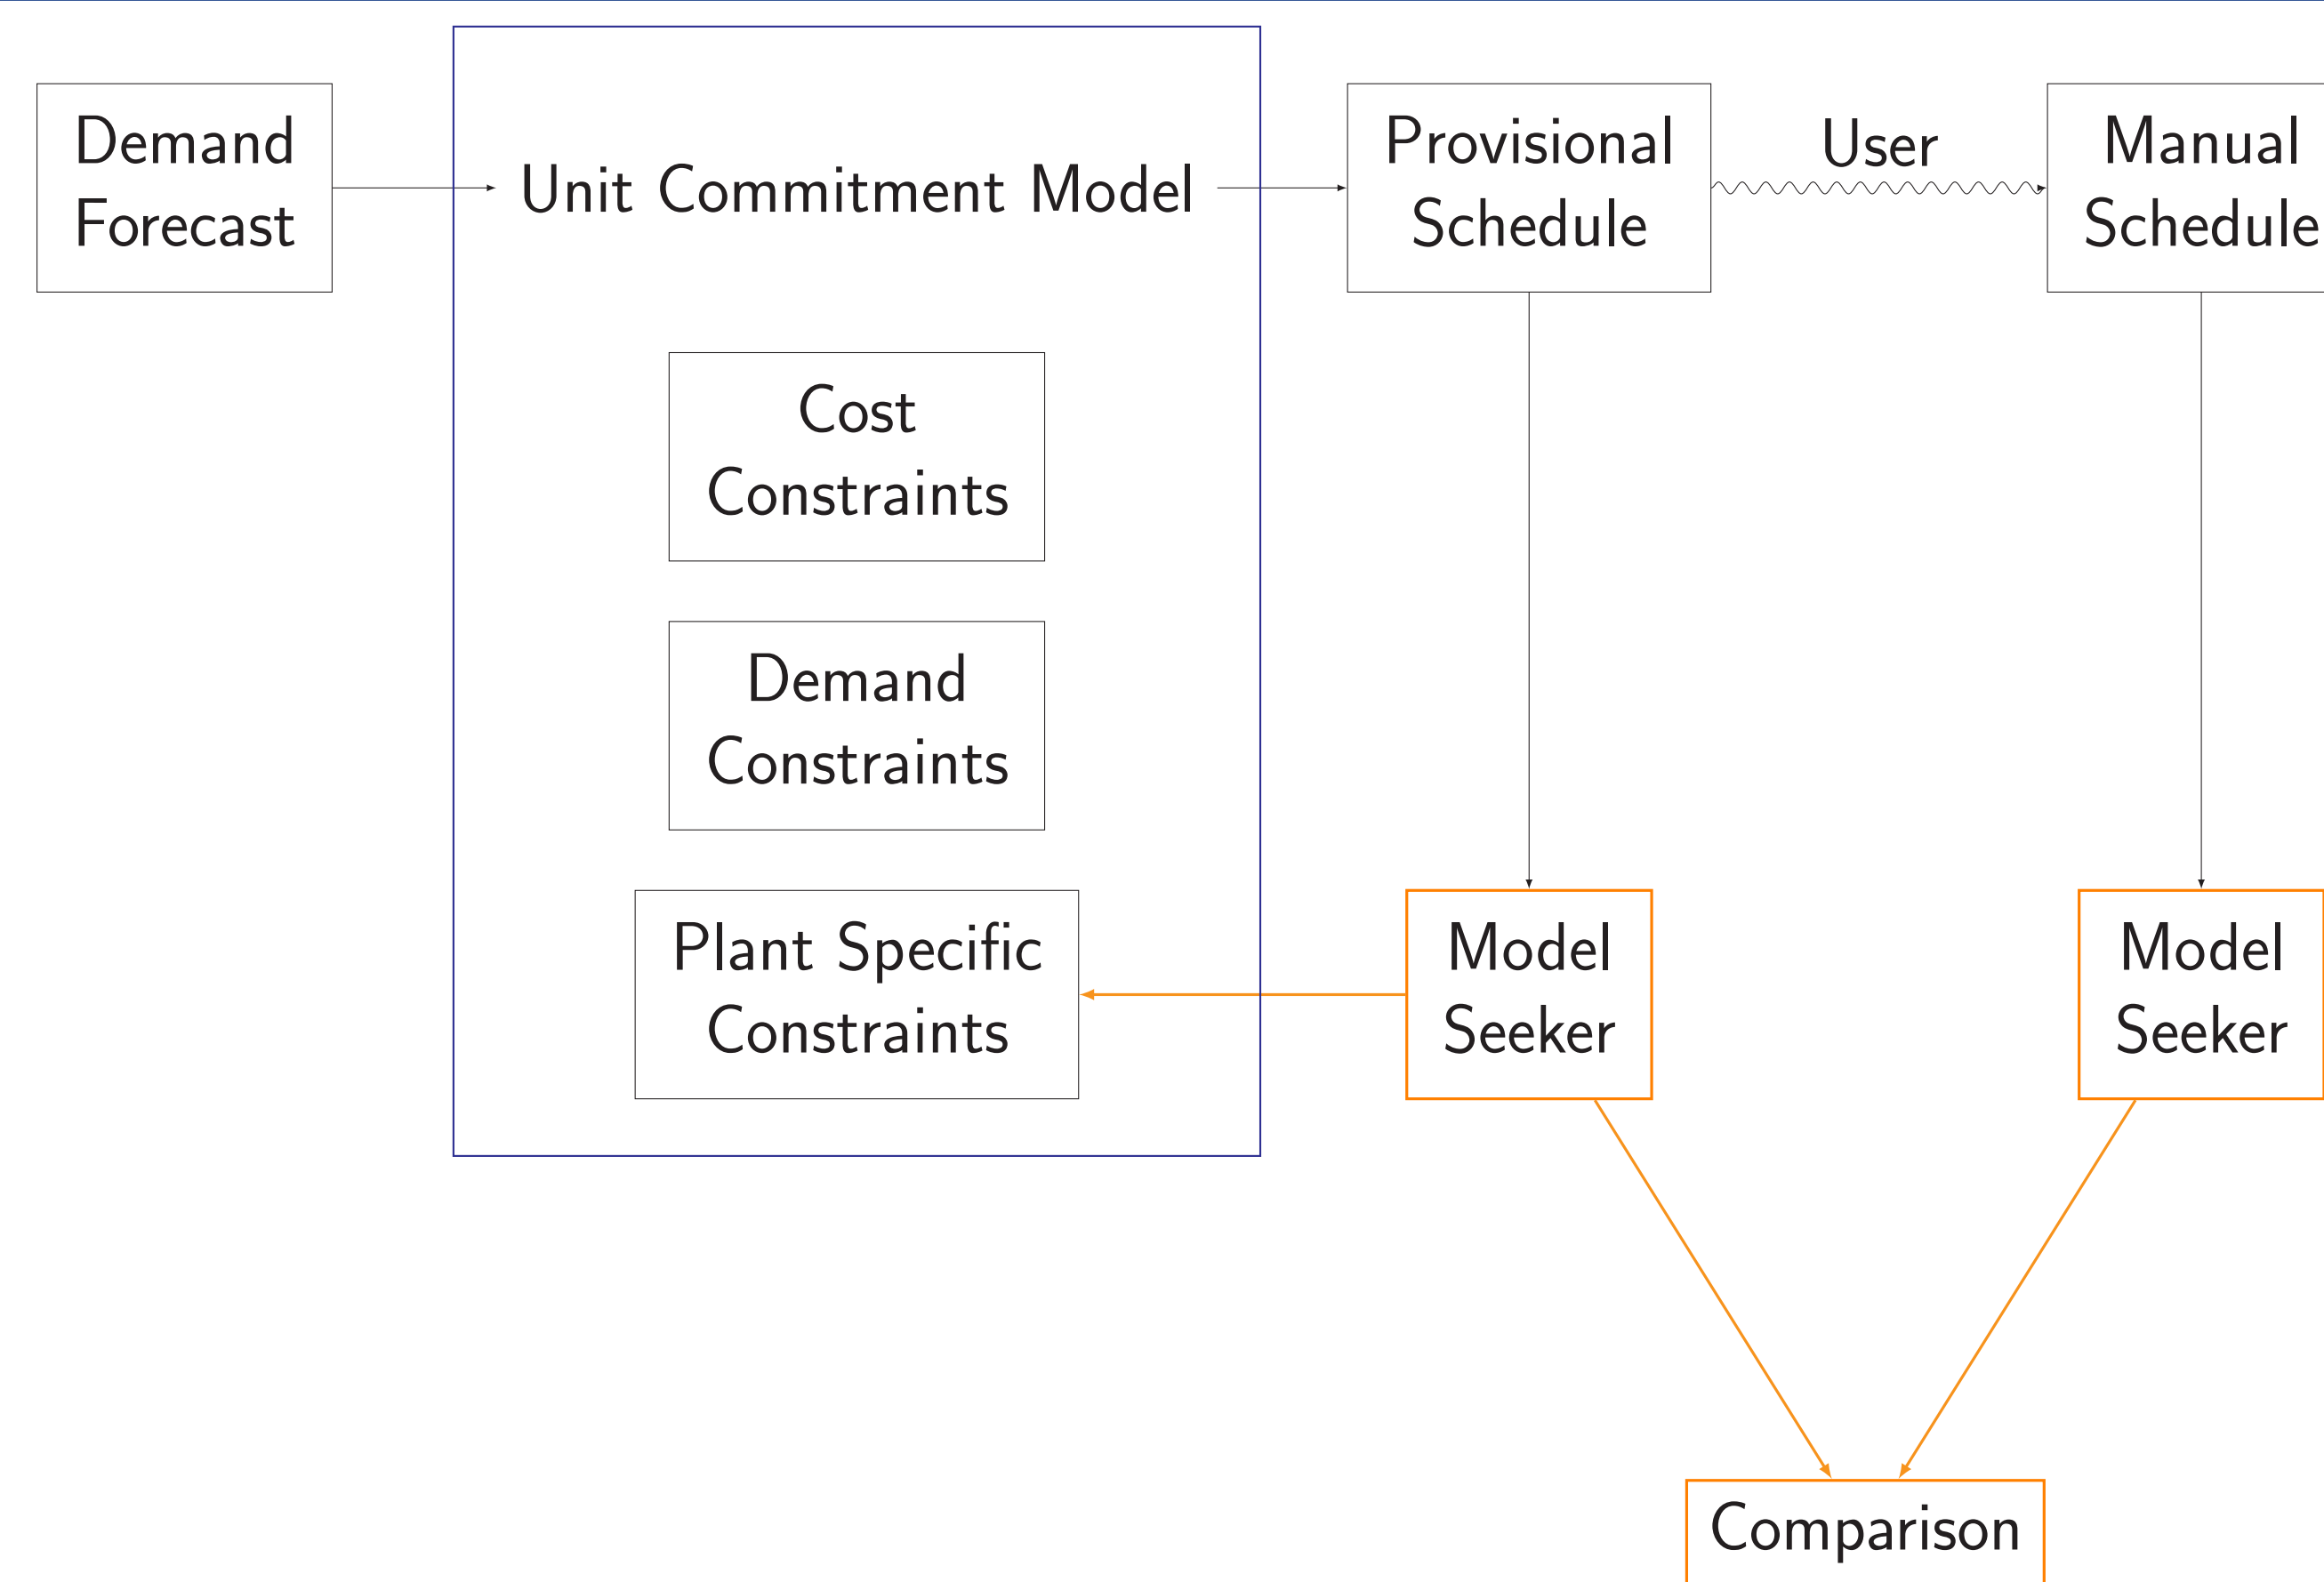 Demand
Forecast
Unit Commitment Model
Provisional
Schedule
User
Manual
Schedule
Cost
Constraints
Demand
Constraints
Plant Specific
Constraints
Model
Seeker
Model
Seeker
Comparison